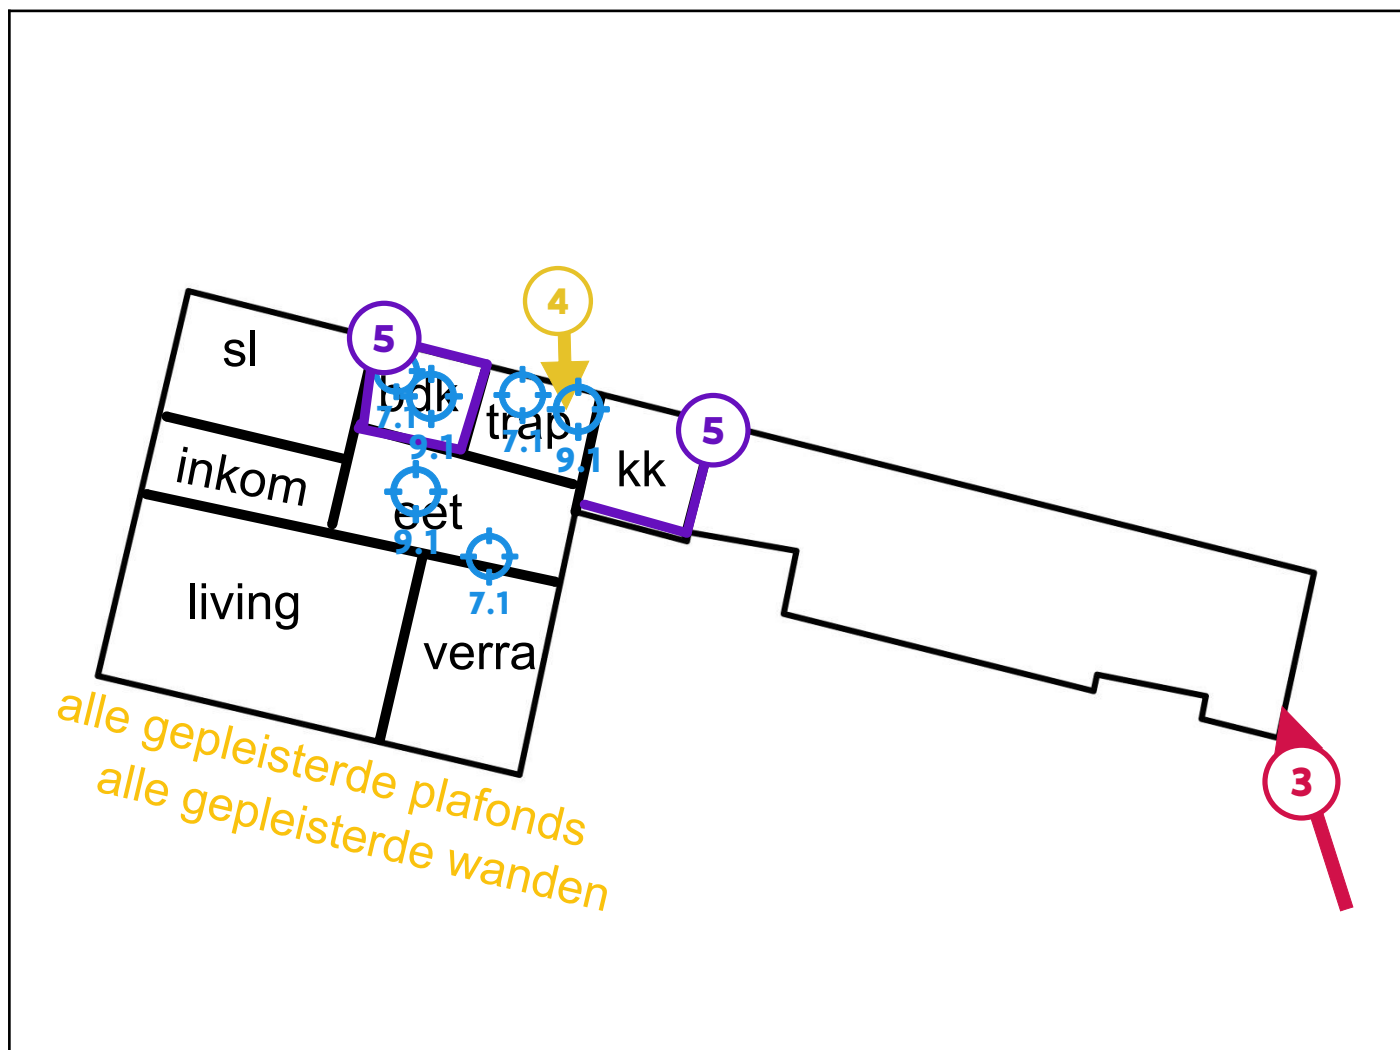 4
5
sl
bdk
7.1
9.1
trap
7.1
9.1
5
kk
inkom
eet
9.1
7.1
living
verra
3
alle gepleisterde plafonds
alle gepleisterde wanden